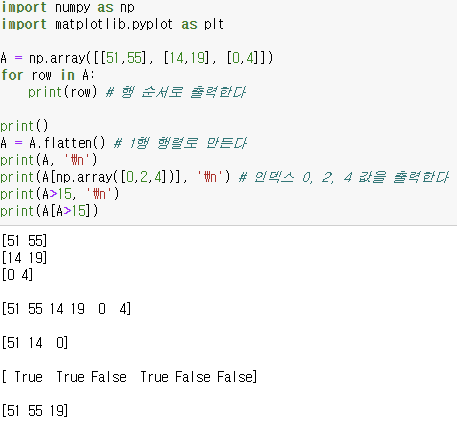 import numpy as np
import matplotlib.pyplot as plt
A = np.array([[51,55], [14,19], [0,4]])
for row in A:
    print(row) # 행 순서로 출력한다
print()
A = A.flatten() # 1행 행렬로 만든다
print(A, '₩n')
print(A[np.array([0,2,4])], '₩n') # 인덱스 0, 2, 4 값을 출력한다
print(A>15, '₩n')
print(A[A>15])
[51 55]
[14 19]
[0 4]
[51 55 14 19  0  4]
[51 14  0]
[ True  True False  True False False]
[51 55 19]